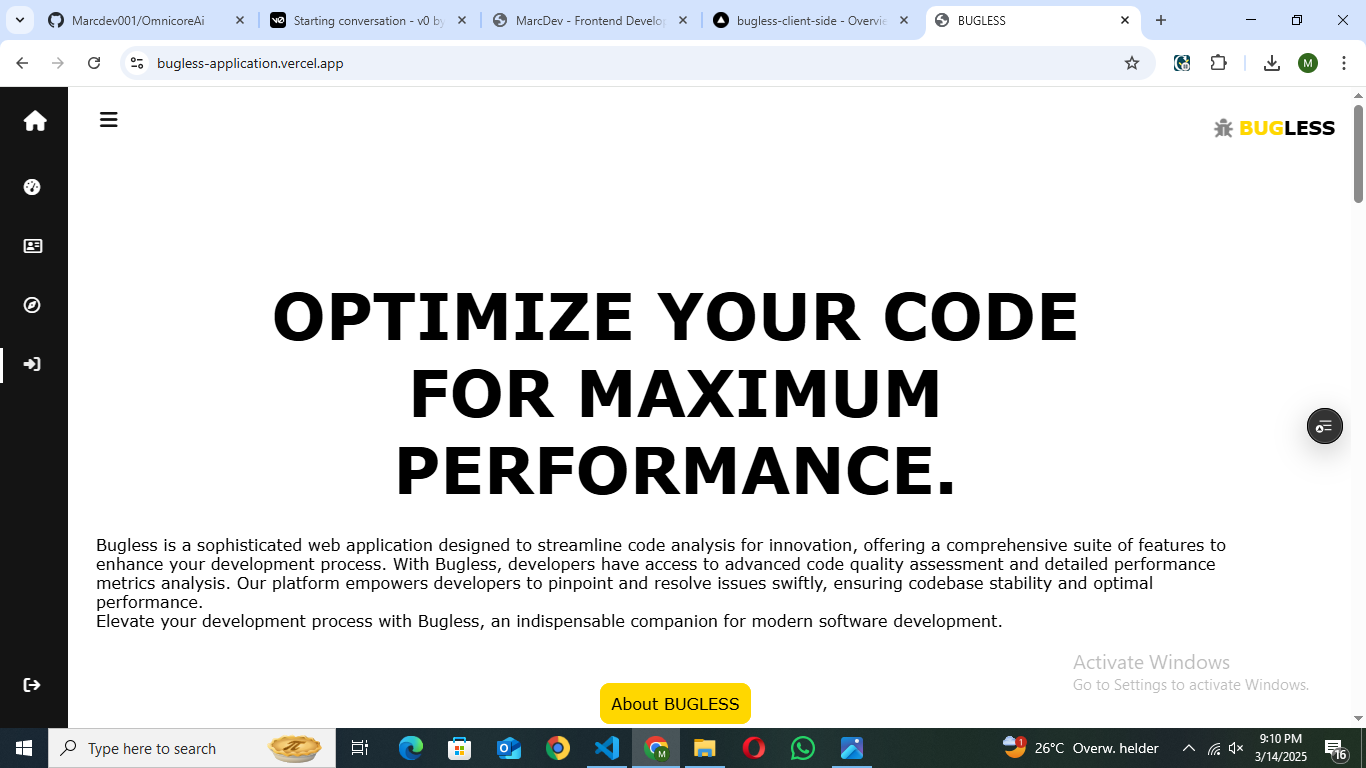 Marcdev001/OmnicoreAi
Starting conversation - v0 by
MarcDev - Frontend Develop
bugless-client-side - Overvie
BUGLESS
bugless-application.vercel.app
M
BUGLESS
OPTIMIZE YOUR CODE
FOR MAXIMUM
PERFORMANCE.
Bugless is a sophisticated web application designed to streamline code analysis for innovation, offering a comprehensive suite of features to
enhance your development process. With Bugless, developers have access to advanced code quality assessment and detailed performance
metrics analysis. Our platform empowers developers to pinpoint and resolve issues swiftly, ensuring codebase stability and optimal
performance.
Elevate your development process with Bugless, an indispensable companion for modern software development.
Activate Windows
Go to Settings to activate Windows.
About BUGLESS
Type here to search
M
1
26°C Overw. helder
9:10 PM
3/14/2025
16